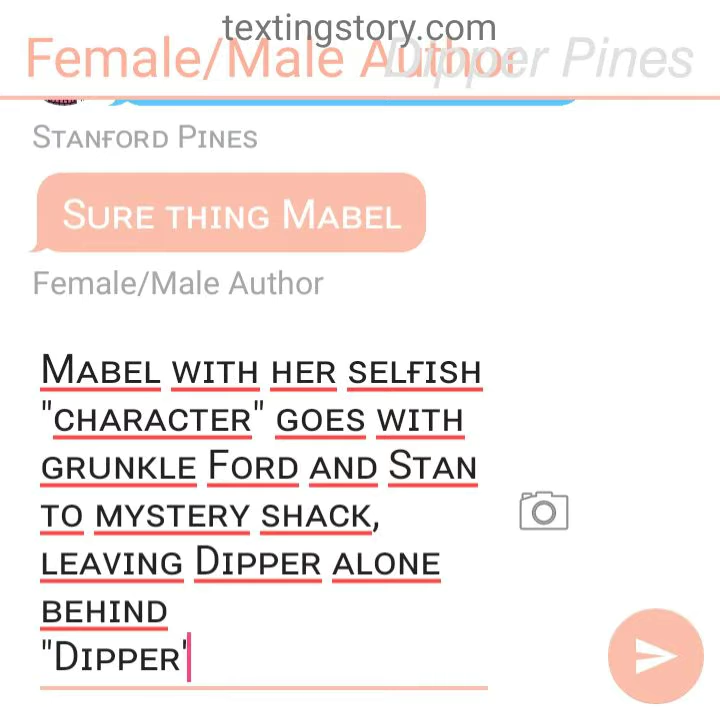 textingstory.com
Female/Male Author Dipper Pines
Stanford Pines
Sure thing Mabel
Female/Male Author
Mabel with her selfish
"character" goes with
grunkle Ford and Stan
to mystery shack,
leaving Dipper alone
behind
"Dipper'